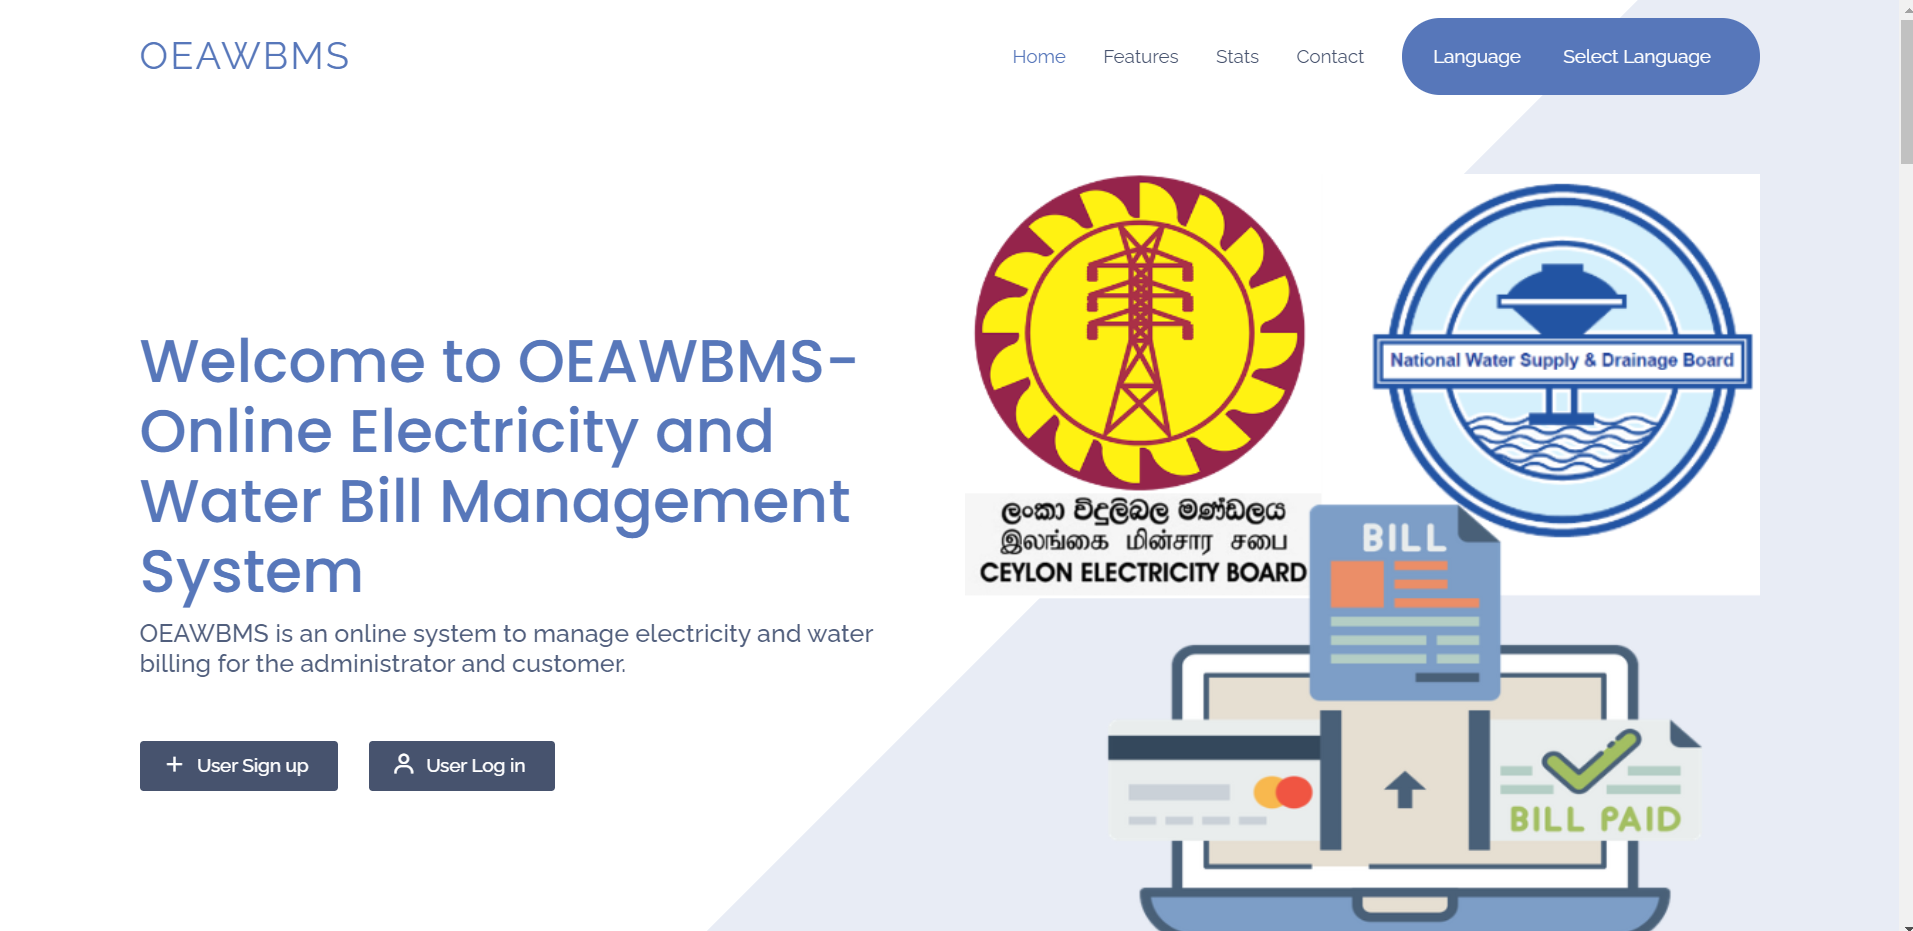 OEAWBMS
Home
Features
Stats
Contact
Language
Select Language
Welcome to OEAWBMS-
Online Electricity and
Water Bill Management
System
OEAWBMS is an online system to manage electricity and water
billing for the administrator and customer.
User Sign up
User Log in
ලංකා විදුලිබල මණ්ඩලය
இலங்கை மின்சார சபை
CEYLON ELECTRICITY BOARD
National Water Supply & Drainage Board
BILL
BILL PAID